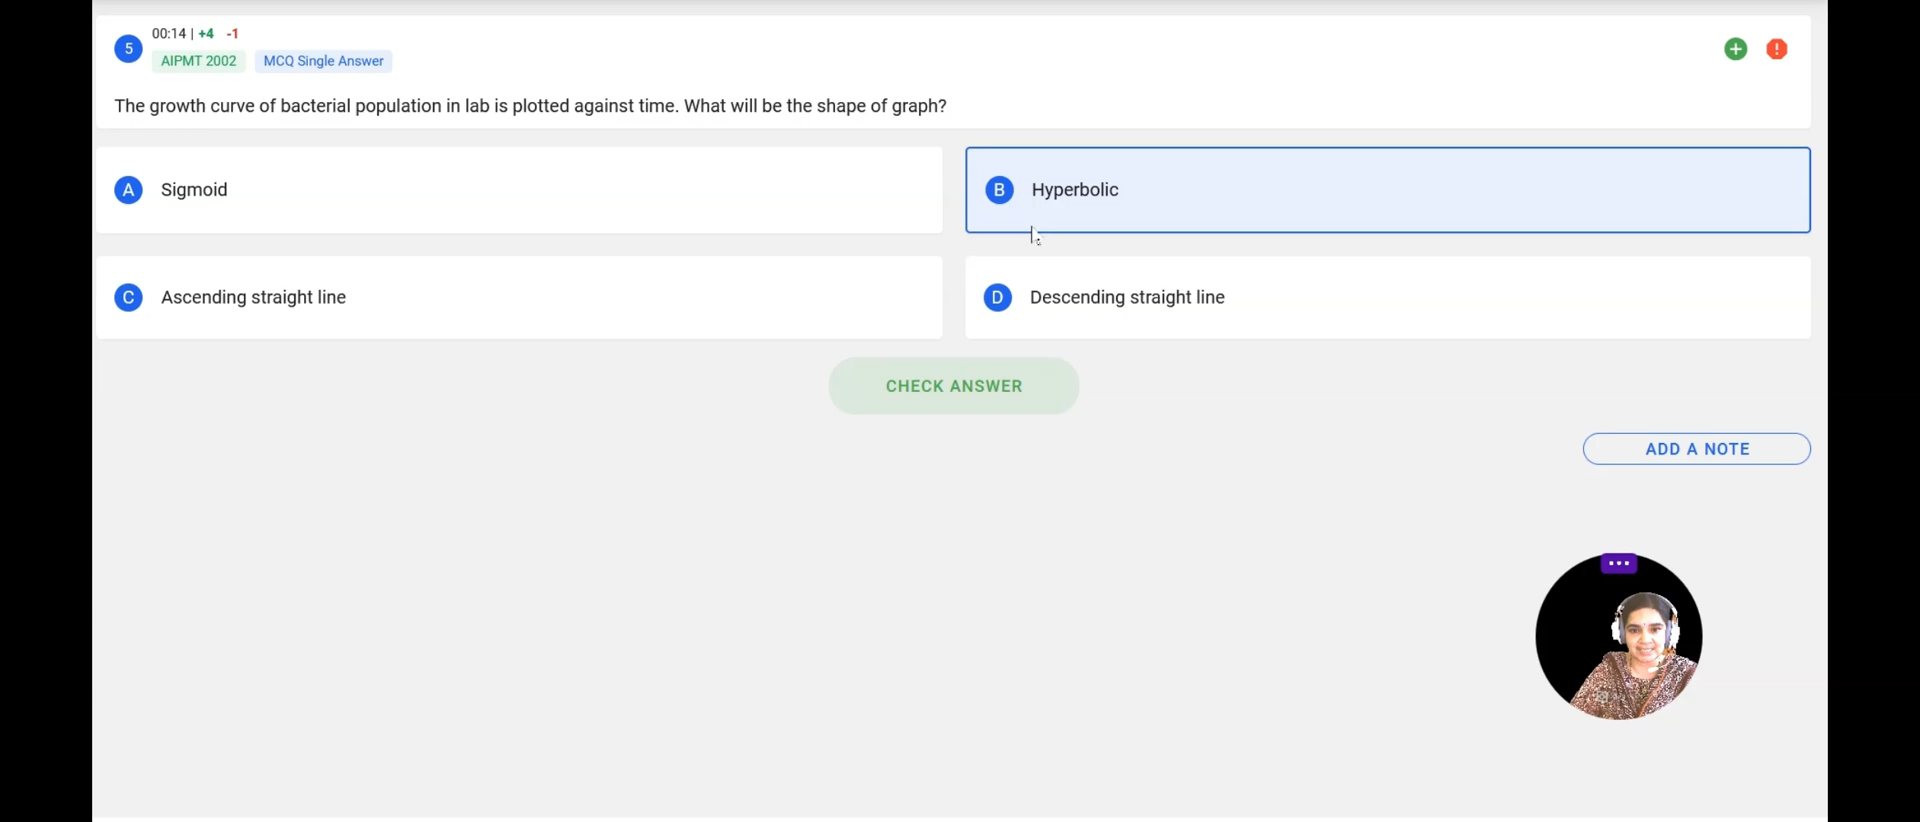 5
00:14 | +4 -1
AIPMT 2002 MCQ Single Answer
The growth curve of bacterial population in lab is plotted against time. What will be the shape of graph?
A Sigmoid
B Hyperbolic
C Ascending straight line
D Descending straight line
CHECK ANSWER
ADD A NOTE